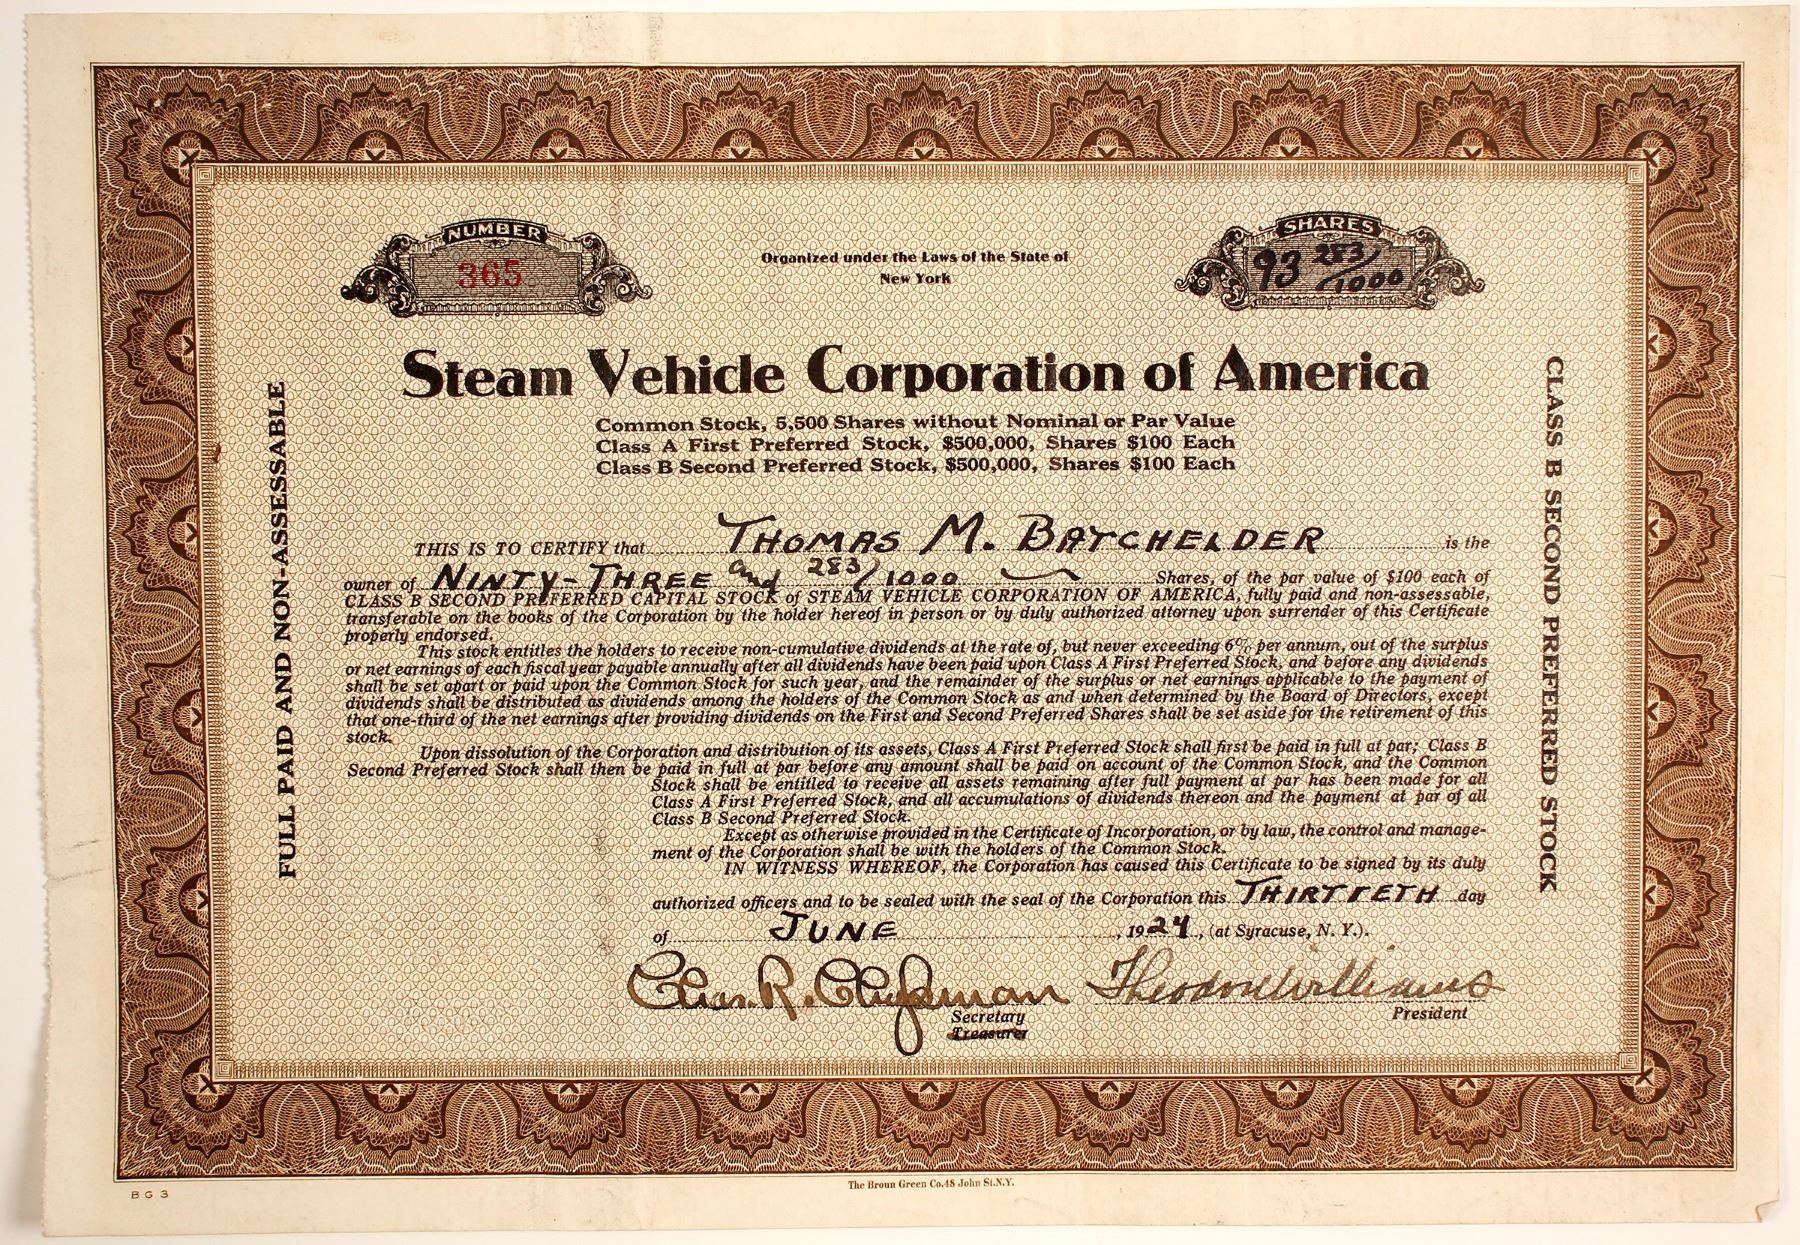 NUMBER
365
Organized under the Laws of the State of
New York
SHARES
93 283/1000
Steam Vehicle Corporation of America
Common Stock, 5,500 Shares without Nominal or Par Value
Class A First Preferred Stock, $500,000, Shares $100 Each
Class B Second Preferred Stock, $500,000, Shares $100 Each
FULL PAID AND NON-ASSESSABLE
CLASS B SECOND PREFERRED STOCK
THIS IS TO CERTIFY that THOMAS M. BATCHELDER is the
owner of NINTY-THREE and 283/1000 Shares, of the par value of $100 each of
CLASS B SECOND PREFERRED CAPITAL STOCK of STEAM VEHICLE CORPORATION OF AMERICA, fully paid and non-assessable,
transferable on the books of the Corporation by the holder hereof in person or by duly authorized attorney upon surrender of this Certificate
properly endorsed.
This stock entitles the holders to receive non-cumulative dividends at the rate of, but never exceeding 6% per annum, out of the surplus
or net earnings of each fiscal year payable annually after all dividends have been paid upon Class A First Preferred Stock, and before any dividends
shall be set apart or paid upon the Common Stock for such year, and the remainder of the surplus or net earnings applicable to the payment of
dividends shall be distributed as dividends among the holders of the Common Stock as and when determined by the Board of Directors, except
that one-third of the net earnings after providing dividends on the First and Second Preferred Shares shall be set aside for the retirement of this
stock.
Upon dissolution of the Corporation and distribution of its assets, Class A First Preferred Stock shall first be paid in full at par; Class B
Second Preferred Stock shall then be paid in full at par before any amount shall be paid on account of the Common Stock, and the Common
Stock shall be entitled to receive all assets remaining after full payment at par has been made for all
Class A First Preferred Stock, and all accumulations of dividends thereon and the payment at par of all
Class B Second Preferred Stock.
Except as otherwise provided in the Certificate of Incorporation, or by law, the control and manage-
ment of the Corporation shall be with the holders of the Common Stock.
IN WITNESS WHEREOF, the Corporation has caused this Certificate to be signed by its duly
authorized officers and to be sealed with the seal of the Corporation this THIRTIETH day
of JUNE, 1924, (at Syracuse, N. Y.).
Chas. R. Theodore Williams
Secretary
Treasurer
President
The Broun Green Co. 48 John St. N.Y.
B G 3